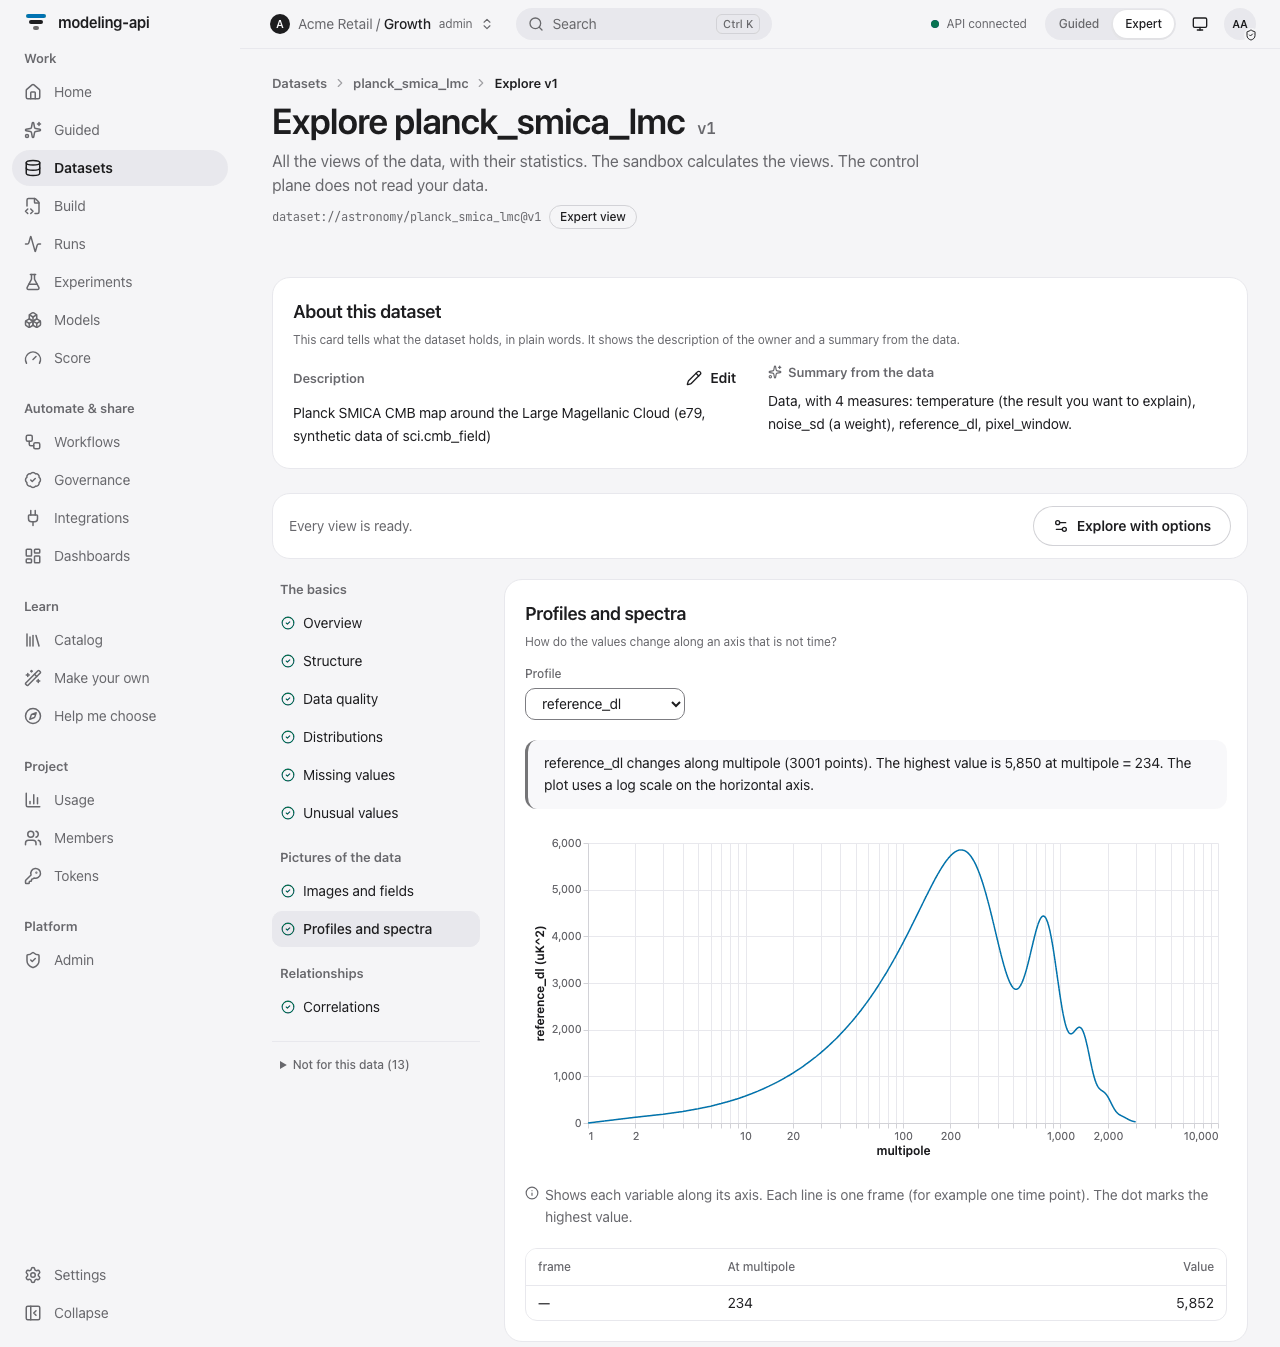 modeling-api
A Acme Retail / Growth admin
Search Ctrl K
API connected
Guided Expert
AA
Work
Home
Guided
Datasets
Build
Runs
Experiments
Models
Score
Automate & share
Workflows
Governance
Integrations
Dashboards
Learn
Catalog
Make your own
Help me choose
Project
Usage
Members
Tokens
Platform
Admin
Settings
Collapse
Datasets > planck_smica_lmc > Explore v1
Explore planck_smica_lmc v1
All the views of the data, with their statistics. The sandbox calculates the views. The control
plane does not read your data.
dataset://astronomy/planck_smica_lmc@v1 Expert view
About this dataset
This card tells what the dataset holds, in plain words. It shows the description of the owner and a summary from the data.
Description Edit
Planck SMICA CMB map around the Large Magellanic Cloud (e79,
synthetic data of sci.cmb_field)
Summary from the data
Data, with 4 measures: temperature (the result you want to explain),
noise_sd (a weight), reference_dl, pixel_window.
Every view is ready.
Explore with options
The basics
Overview
Structure
Data quality
Distributions
Missing values
Unusual values
Pictures of the data
Images and fields
Profiles and spectra
Relationships
Correlations
Not for this data (13)
Profiles and spectra
How do the values change along an axis that is not time?
Profile
reference_dl
reference_dl changes along multipole (3001 points). The highest value is 5,850 at multipole = 234. The
plot uses a log scale on the horizontal axis.
reference_dl (uK^2)
6,000
5,000
4,000
3,000
2,000
1,000
0
1 2 10 20 100 200 1,000 2,000 10,000
multipole
Shows each variable along its axis. Each line is one frame (for example one time point). The dot marks the
highest value.
frame At multipole Value
— 234 5,852